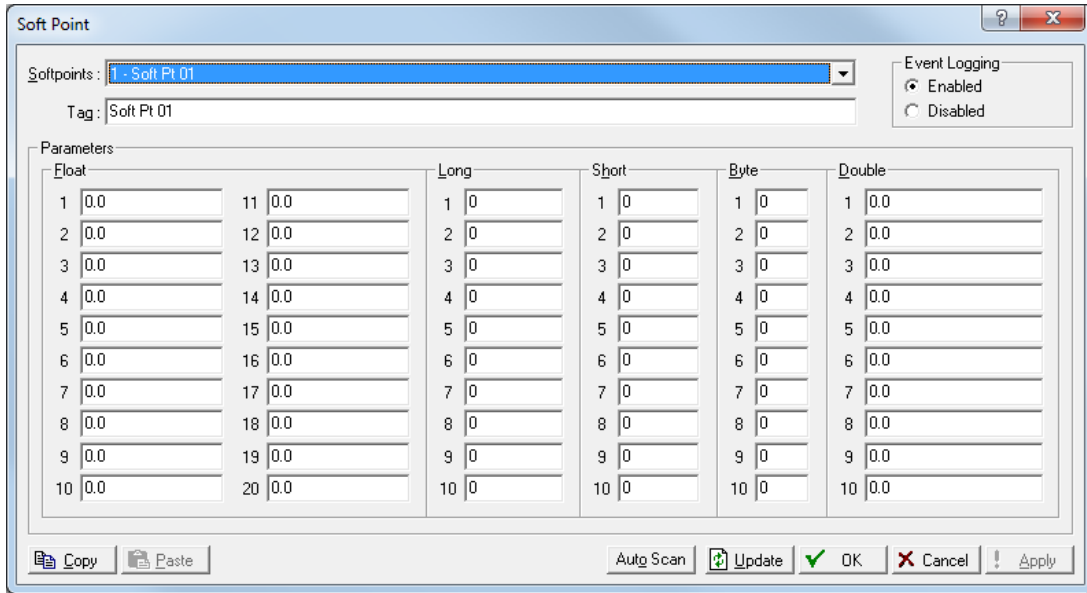 Soft Point
Softpoints : 1 - Soft Pt 01
Event Logging
Enabled
Tag : Soft Pt 01
Disabled
Parameters
Float Long Short Byte Double
1 0.0 11 0.0 1 0 1 0 1 0 1 0.0
2 0.0 12 0.0 2 0 2 0 2 0 2 0.0
3 0.0 13 0.0 3 0 3 0 3 0 3 0.0
4 0.0 14 0.0 4 0 4 0 4 0 4 0.0
5 0.0 15 0.0 5 0 5 0 5 0 5 0.0
6 0.0 16 0.0 6 0 6 0 6 0 6 0.0
7 0.0 17 0.0 7 0 7 0 7 0 7 0.0
8 0.0 18 0.0 8 0 8 0 8 0 8 0.0
9 0.0 19 0.0 9 0 9 0 9 0 9 0.0
10 0.0 20 0.0 10 0 10 0 10 0 10 0.0
Copy Paste Auto Scan Update OK Cancel ! Apply